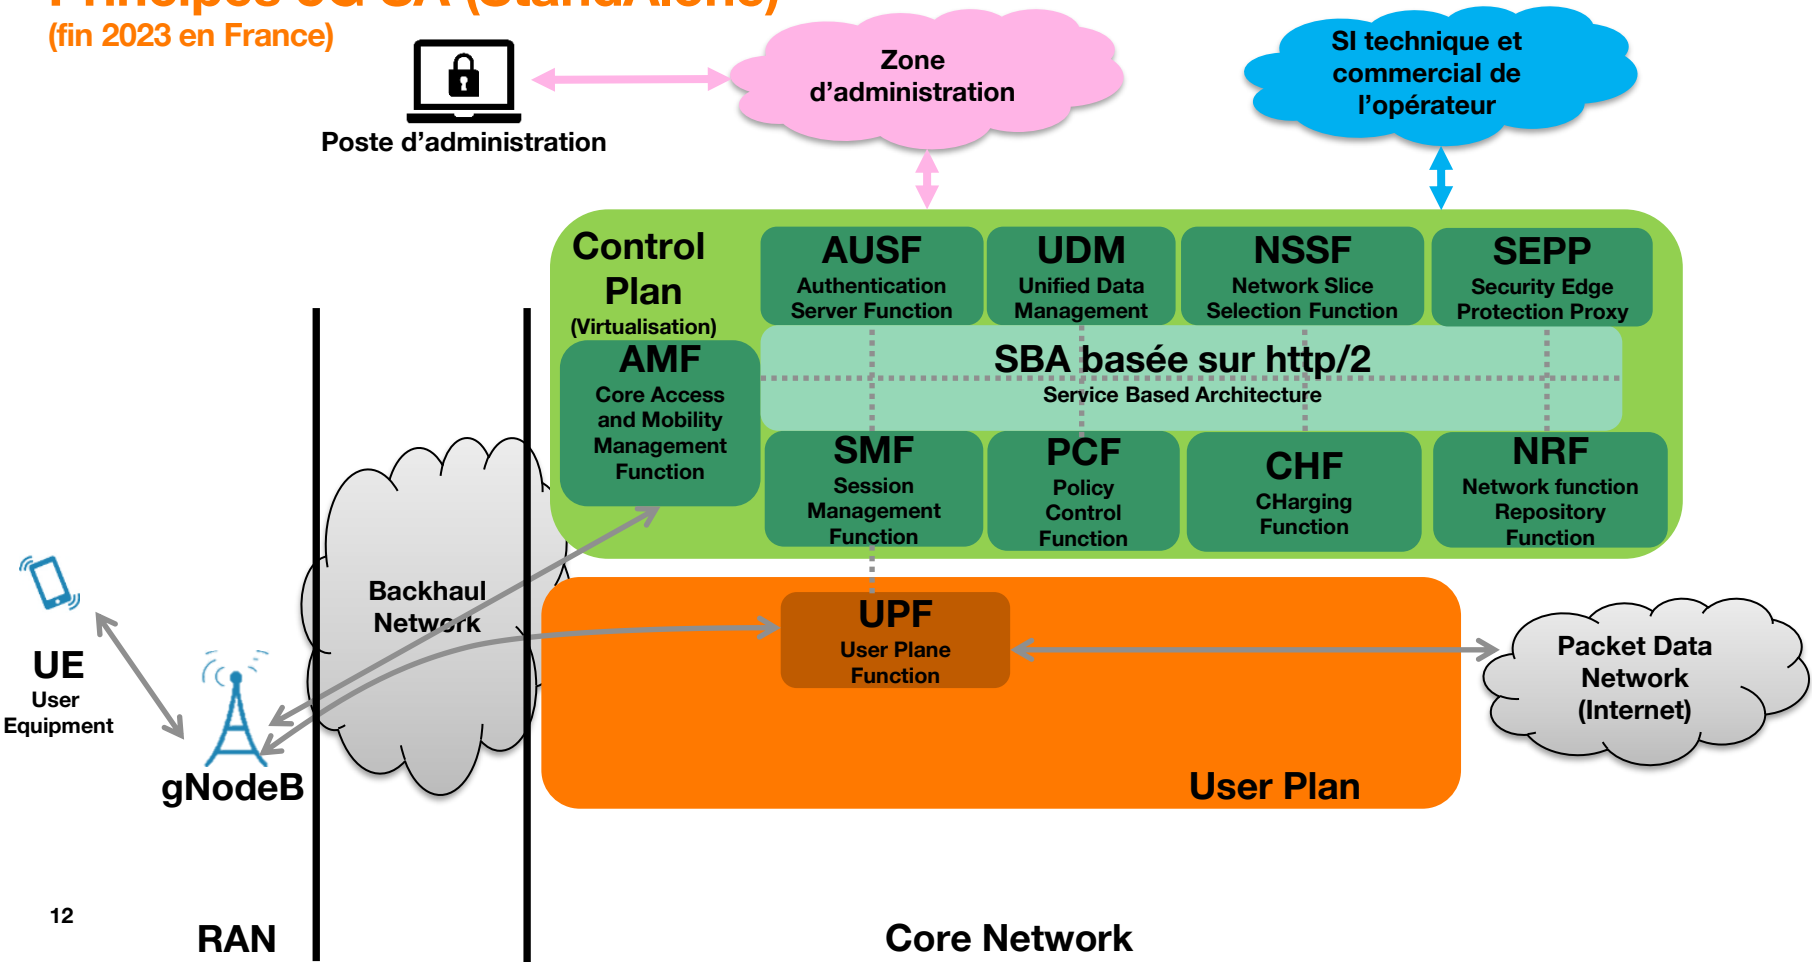 Principes 5G SA (StandAlone)
(fin 2023 en France)
Poste d'administration
Zone
d'administration
SI technique et
commercial de
l'opérateur
Control
Plan
(Virtualisation)
AUSF
Authentication
Server Function
UDM
Unified Data
Management
NSSF
Network Slice
Selection Function
SEPP
Security Edge
Protection Proxy
AMF
Core Access
and Mobility
Management
Function
SBA basée sur http/2
Service Based Architecture
SMF
Session
Management
Function
PCF
Policy
Control
Function
CHF
CHarging
Function
NRF
Network function
Repository
Function
Backhaul
Network
UE
User
Equipment
gNodeB
UPF
User Plane
Function
User Plan
Packet Data
Network
(Internet)
12
RAN
Core Network